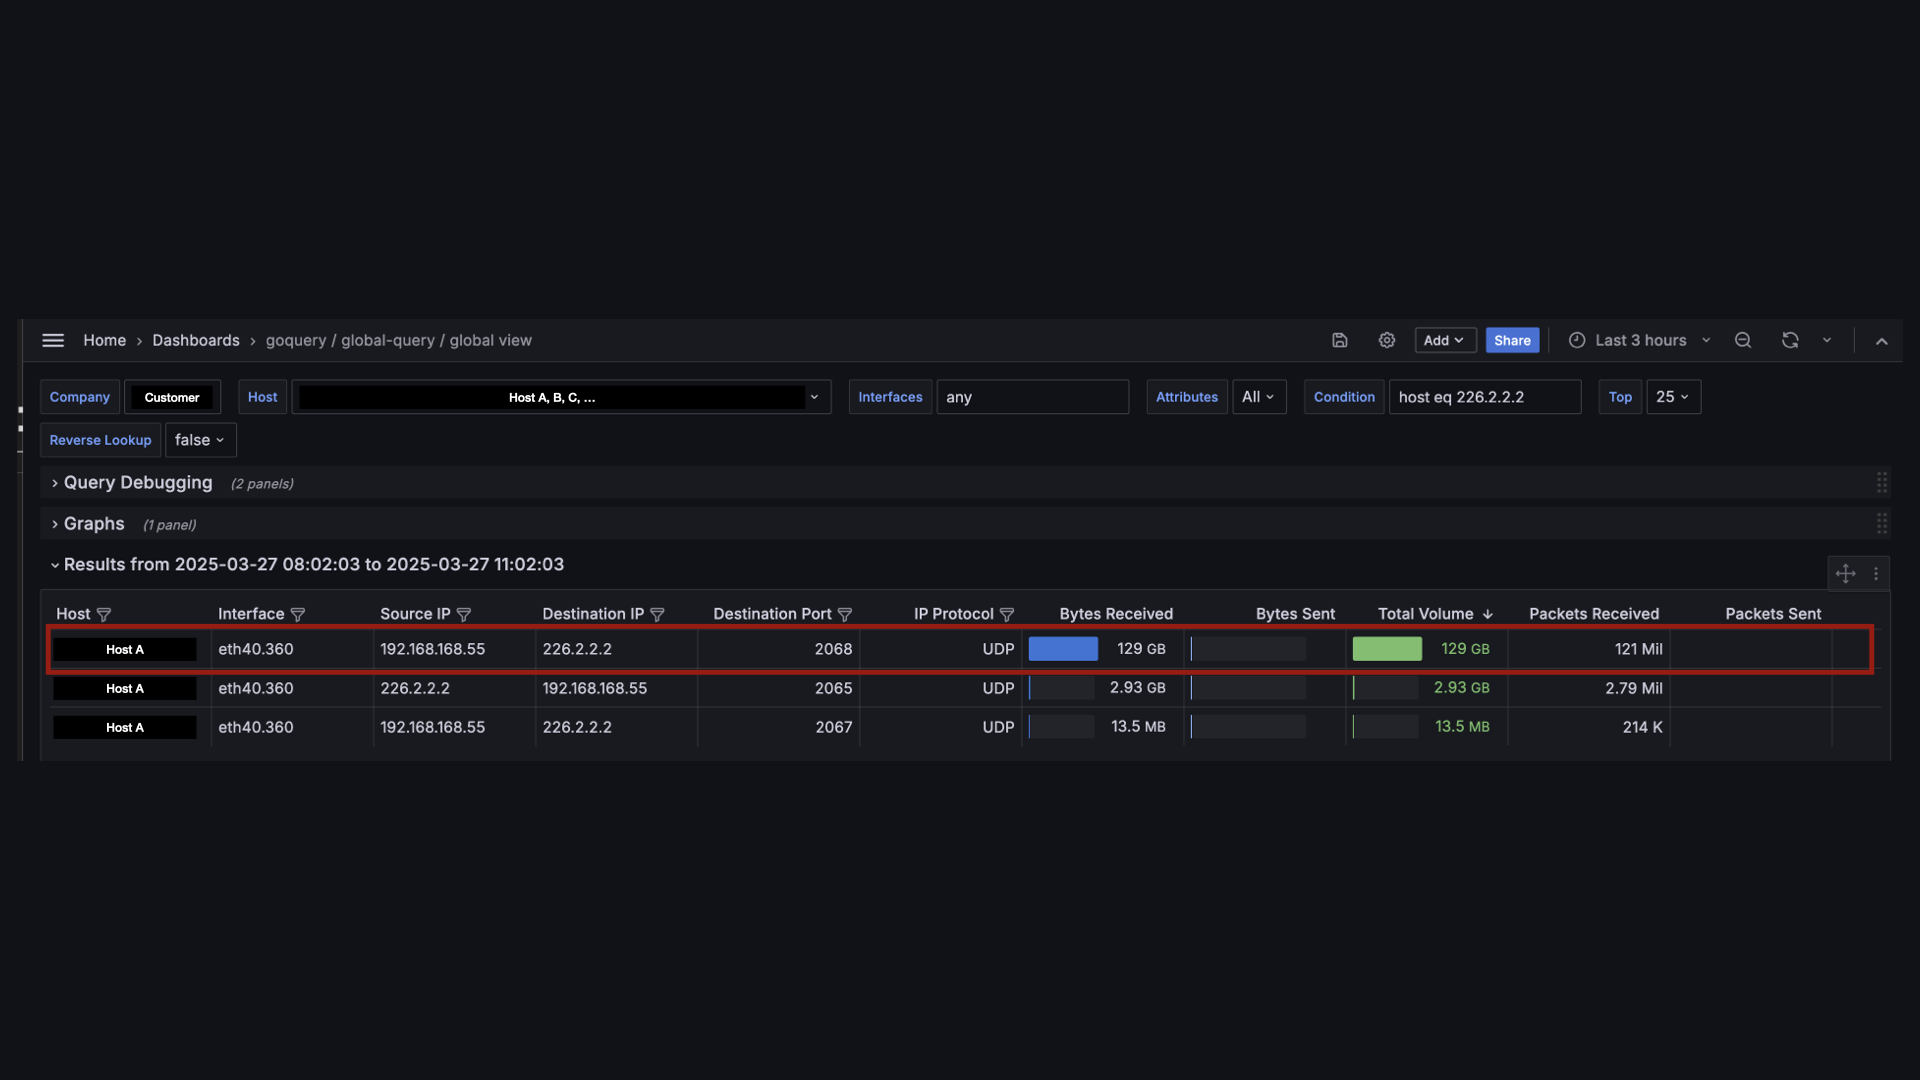 Home › Dashboards › goquery / global-query / global view Add Share Last 3 hours
Company Customer Host Host A, B, C, ... Interfaces any Attributes All Condition host eq 226.2.2.2 Top 25
Reverse Lookup false
Query Debugging (2 panels)
Graphs (1 panel)
Results from 2025-03-27 08:02:03 to 2025-03-27 11:02:03
Host Interface Source IP Destination IP Destination Port IP Protocol Bytes Received Bytes Sent Total Volume Packets Received Packets Sent
Host A eth40.360 192.168.168.55 226.2.2.2 2068 UDP 129 GB 129 GB 121 Mil
Host A eth40.360 226.2.2.2 192.168.168.55 2065 UDP 2.93 GB 2.93 GB 2.79 Mil
Host A eth40.360 192.168.168.55 226.2.2.2 2067 UDP 13.5 MB 13.5 MB 214 K